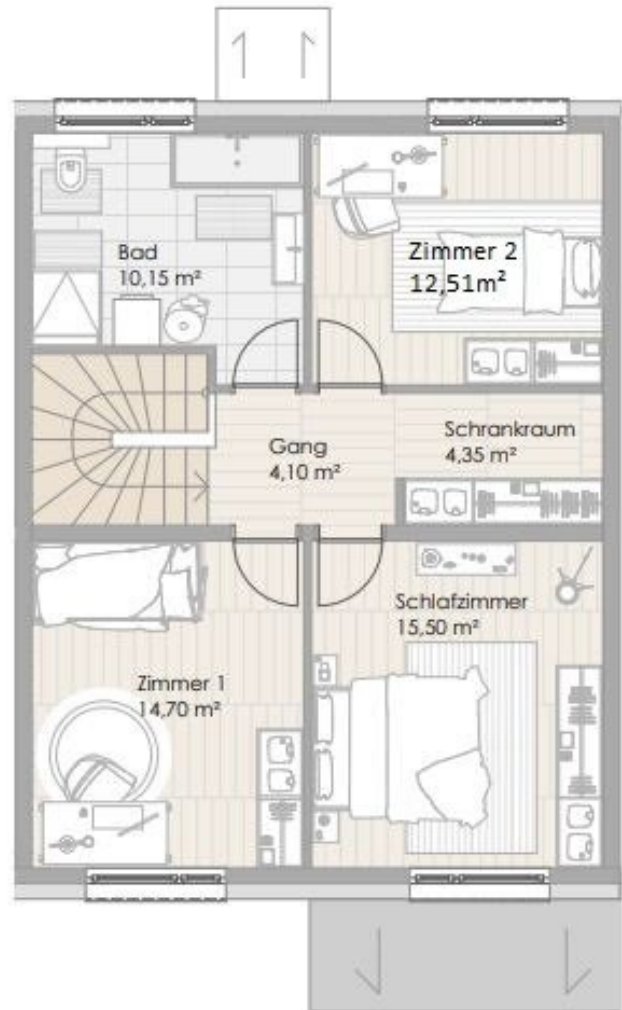 Bad
10,15 m²
Zimmer 2
12,51m²
Gang
4,10 m²
Schrankraum
4,35 m²
Schlafzimmer
15,50 m²
Zimmer 1
14,70 m²